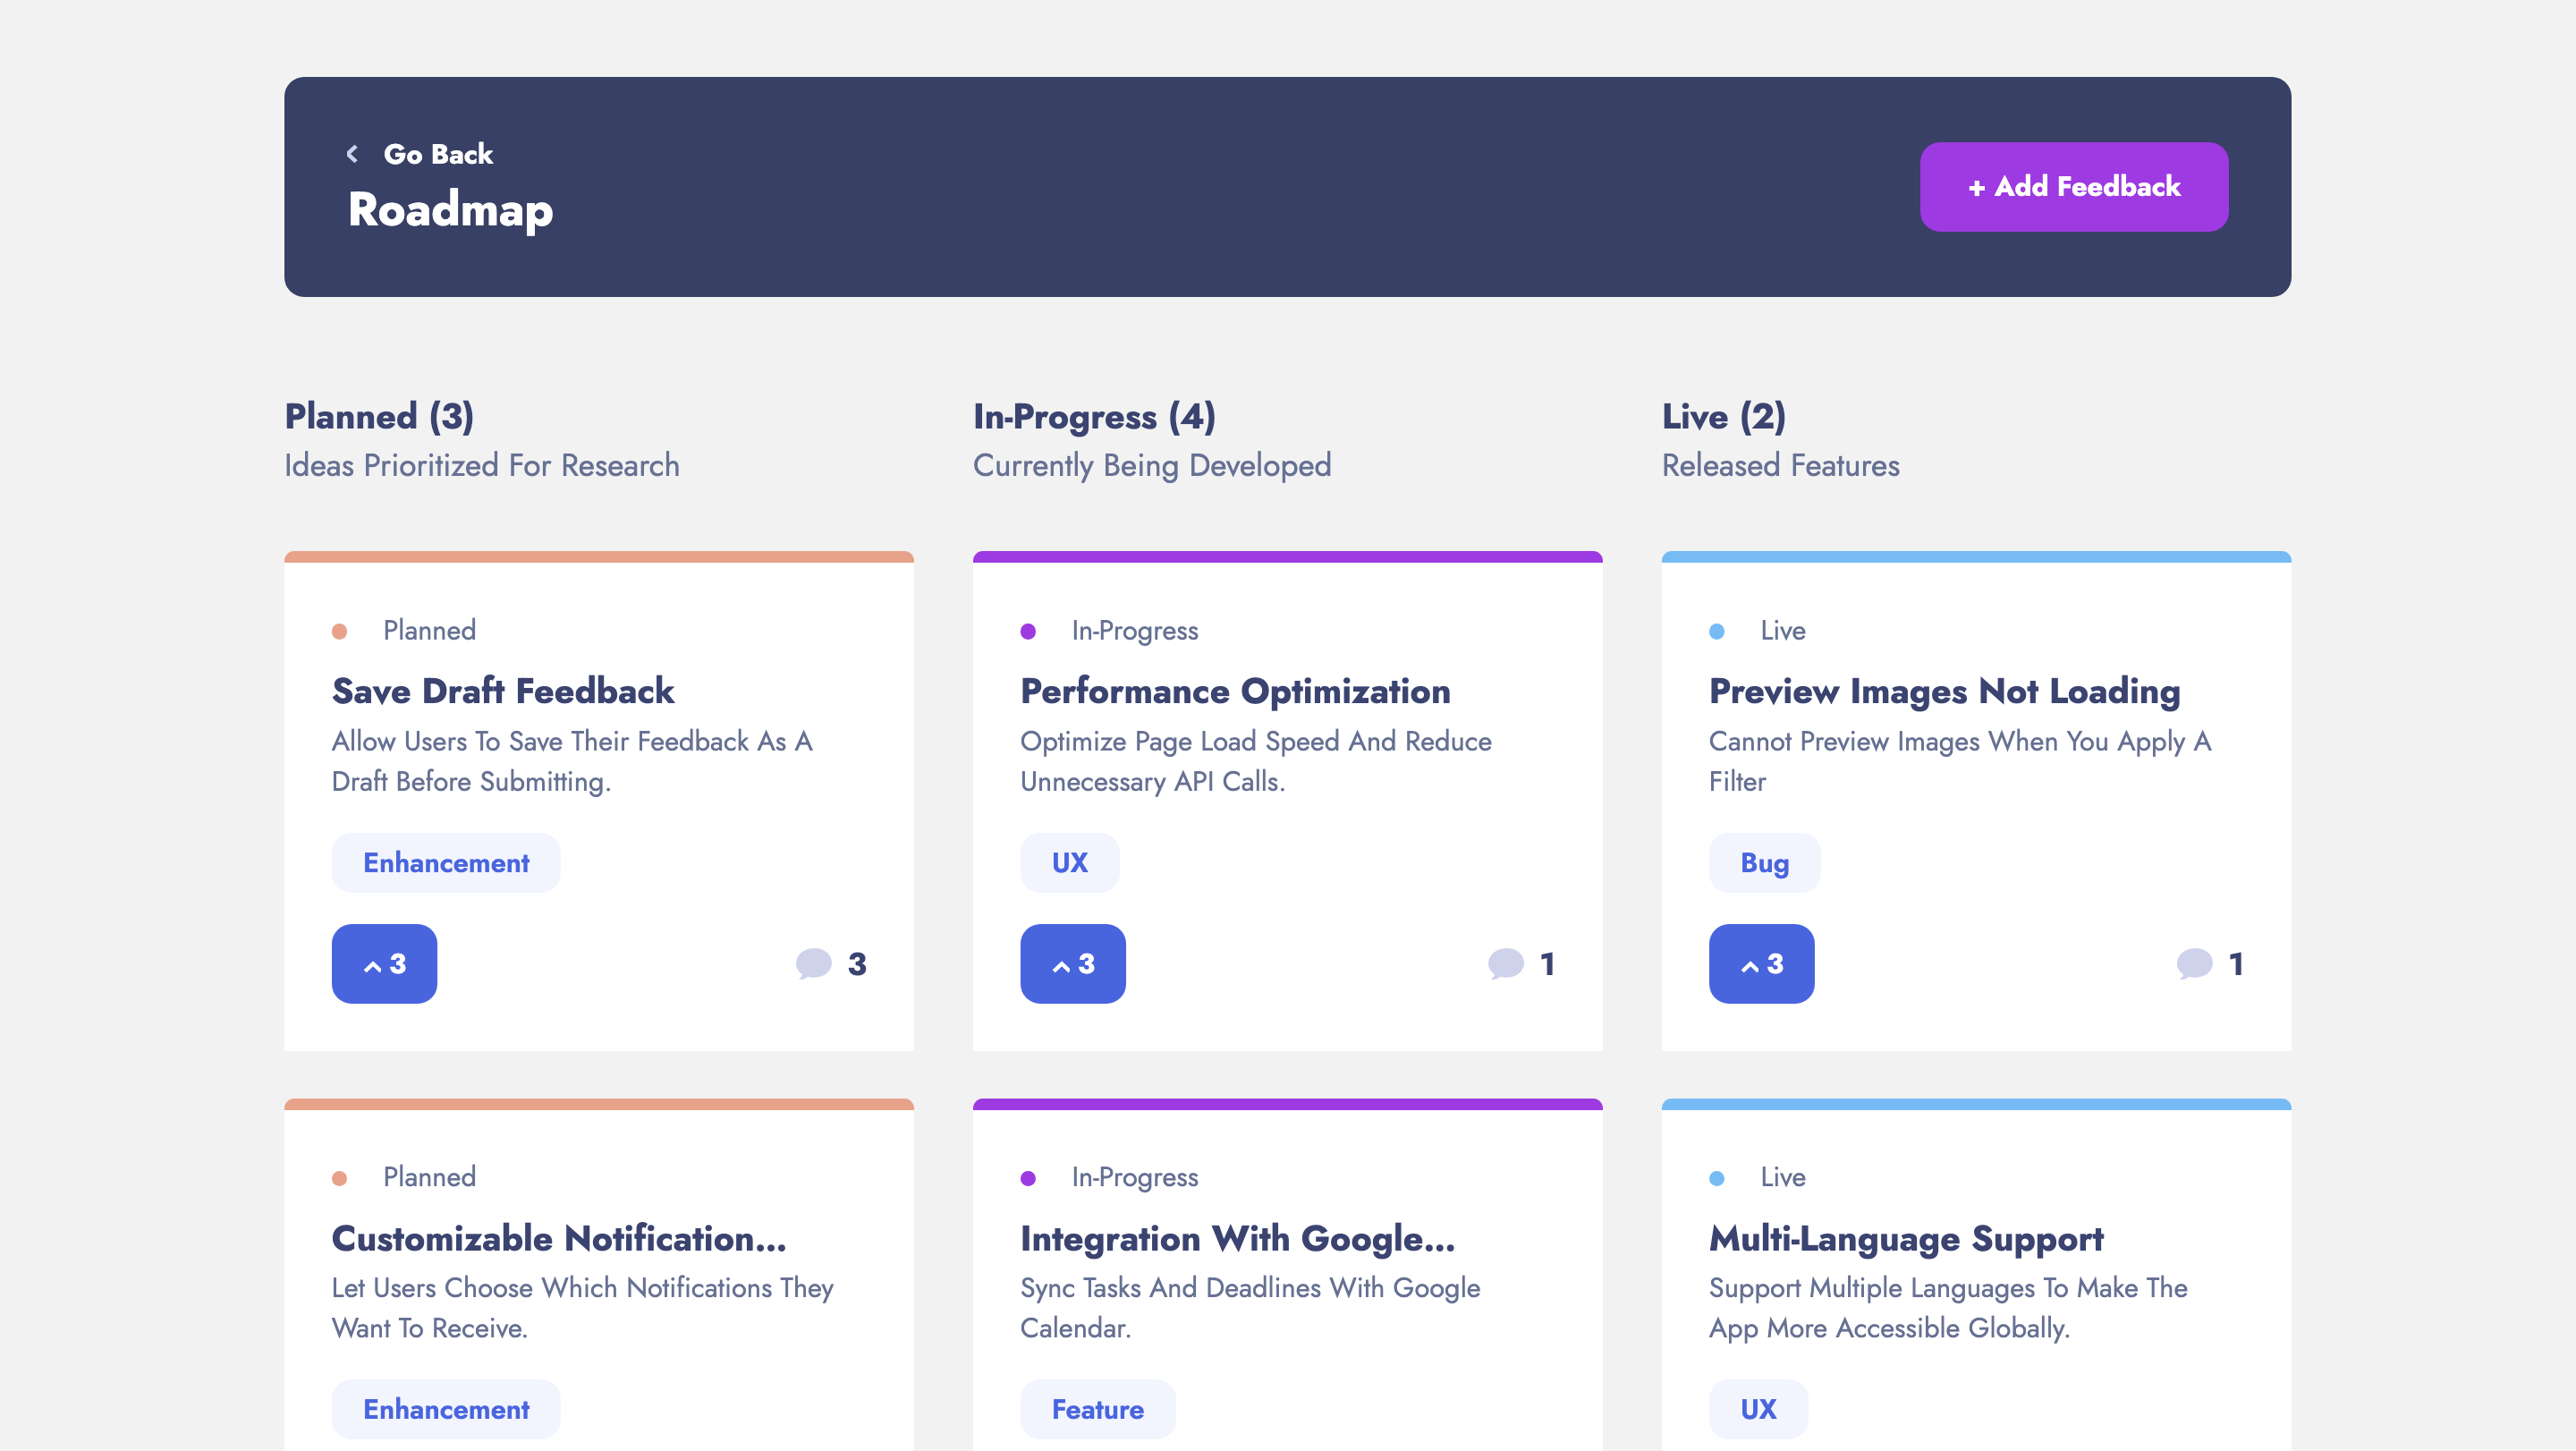 Go Back
Roadmap
+ Add Feedback
Planned (3)
Ideas Prioritized For Research
In-Progress (4)
Currently Being Developed
Live (2)
Released Features
Planned
Save Draft Feedback
Allow Users To Save Their Feedback As A
Draft Before Submitting.
Enhancement
3
3
In-Progress
Performance Optimization
Optimize Page Load Speed And Reduce
Unnecessary API Calls.
UX
3
1
Live
Preview Images Not Loading
Cannot Preview Images When You Apply A
Filter
Bug
3
1
Planned
Customizable Notification...
Let Users Choose Which Notifications They
Want To Receive.
Enhancement
In-Progress
Integration With Google...
Sync Tasks And Deadlines With Google
Calendar.
Feature
Live
Multi-Language Support
Support Multiple Languages To Make The
App More Accessible Globally.
UX